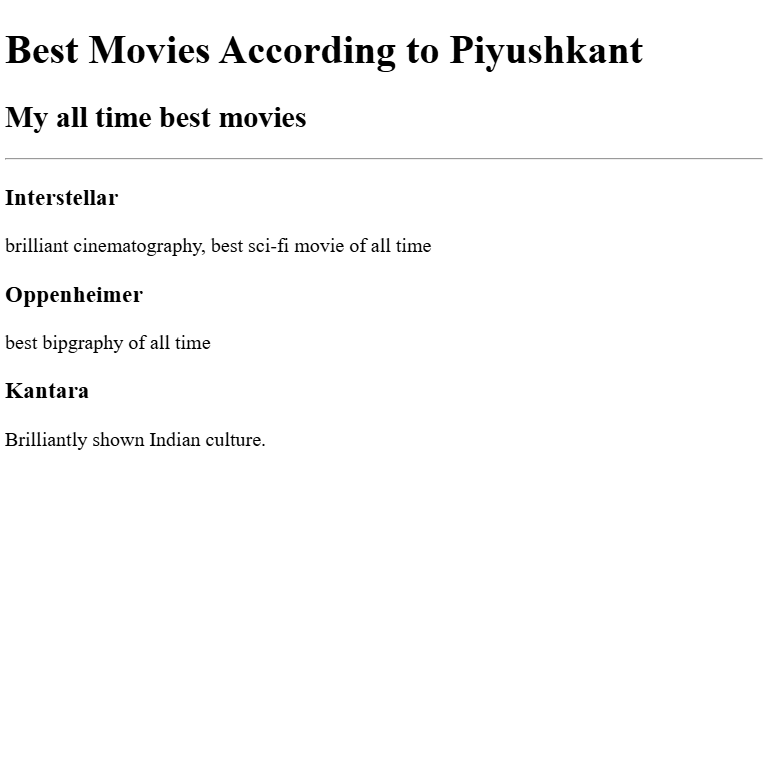 Best Movies According to Piyushkant
My all time best movies
Interstellar
brilliant cinematography, best sci-fi movie of all time
Oppenheimer
best bipgraphy of all time
Kantara
Brilliantly shown Indian culture.